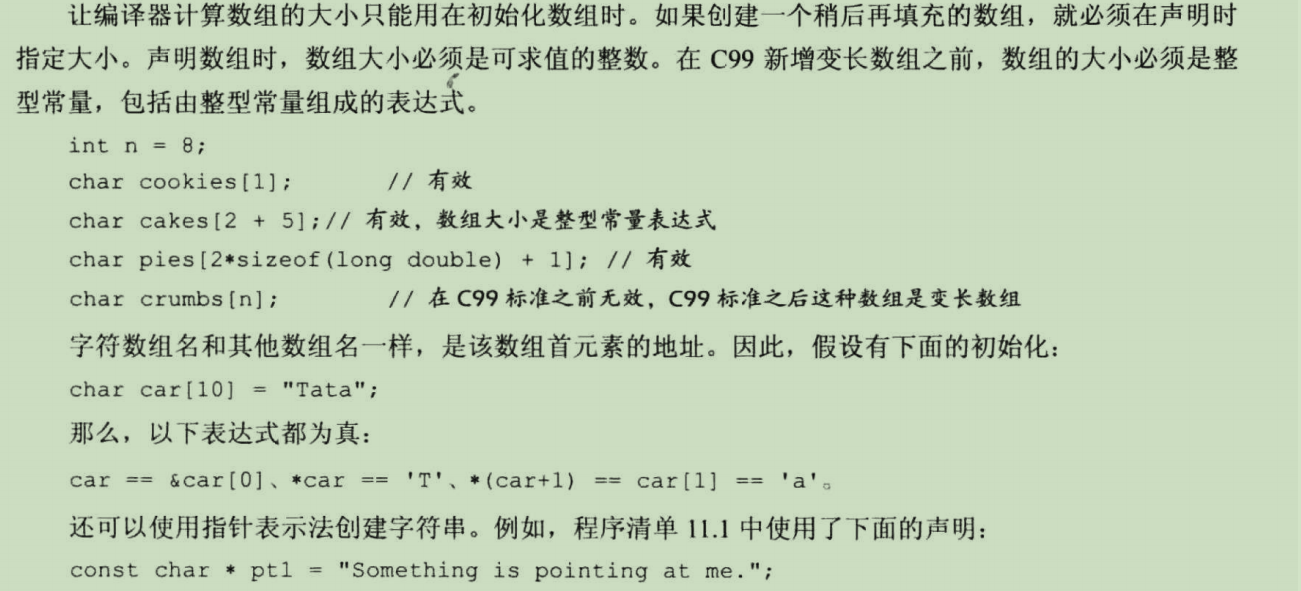 让编译器计算数组的大小只能用在初始化数组时。如果创建一个稍后再填充的数组，就必须在声明时
指定大小。声明数组时，数组大小必须是可求值的整数。在 C99 新增变长数组之前，数组的大小必须是整
型常量，包括由整型常量组成的表达式。
int n = 8;
char cookies[1];        // 有效
char cakes[2 + 5];// 有效，数组大小是整型常量表达式
char pies[2*sizeof(long double) + 1]; // 有效
char crumbs[n];         // 在 C99 标准之前无效，C99 标准之后这种数组是变长数组
字符数组名和其他数组名一样，是该数组首元素的地址。因此，假设有下面的初始化：
char car[10] = "Tata";
那么，以下表达式都为真：
car == &car[0]、*car == 'T'、*(car+1) == car[1] == 'a'。
还可以使用指针表示法创建字符串。例如，程序清单 11.1 中使用了下面的声明：
const char * pt1 = "Something is pointing at me.";